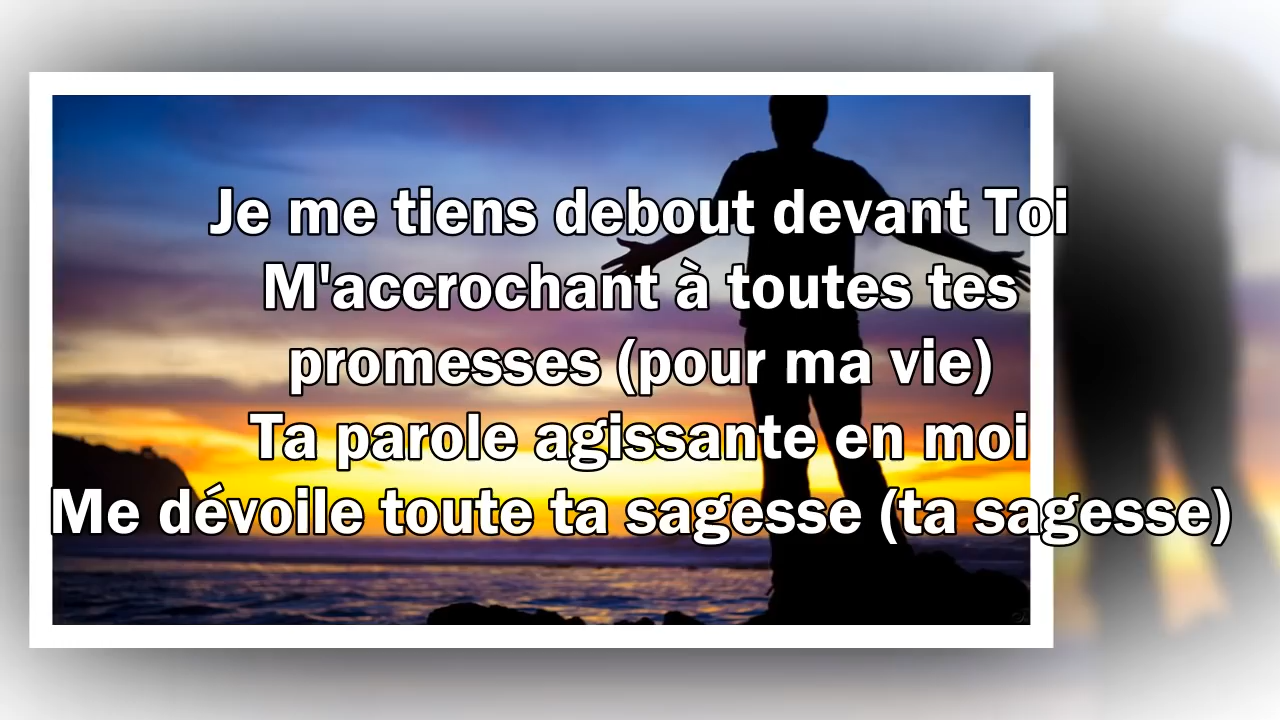 Je me tiens debout devant Toi
M'accrochant à toutes tes
promesses (pour ma vie)
Ta parole agissante en moi
Me dévoile toute ta sagesse (ta sagesse)